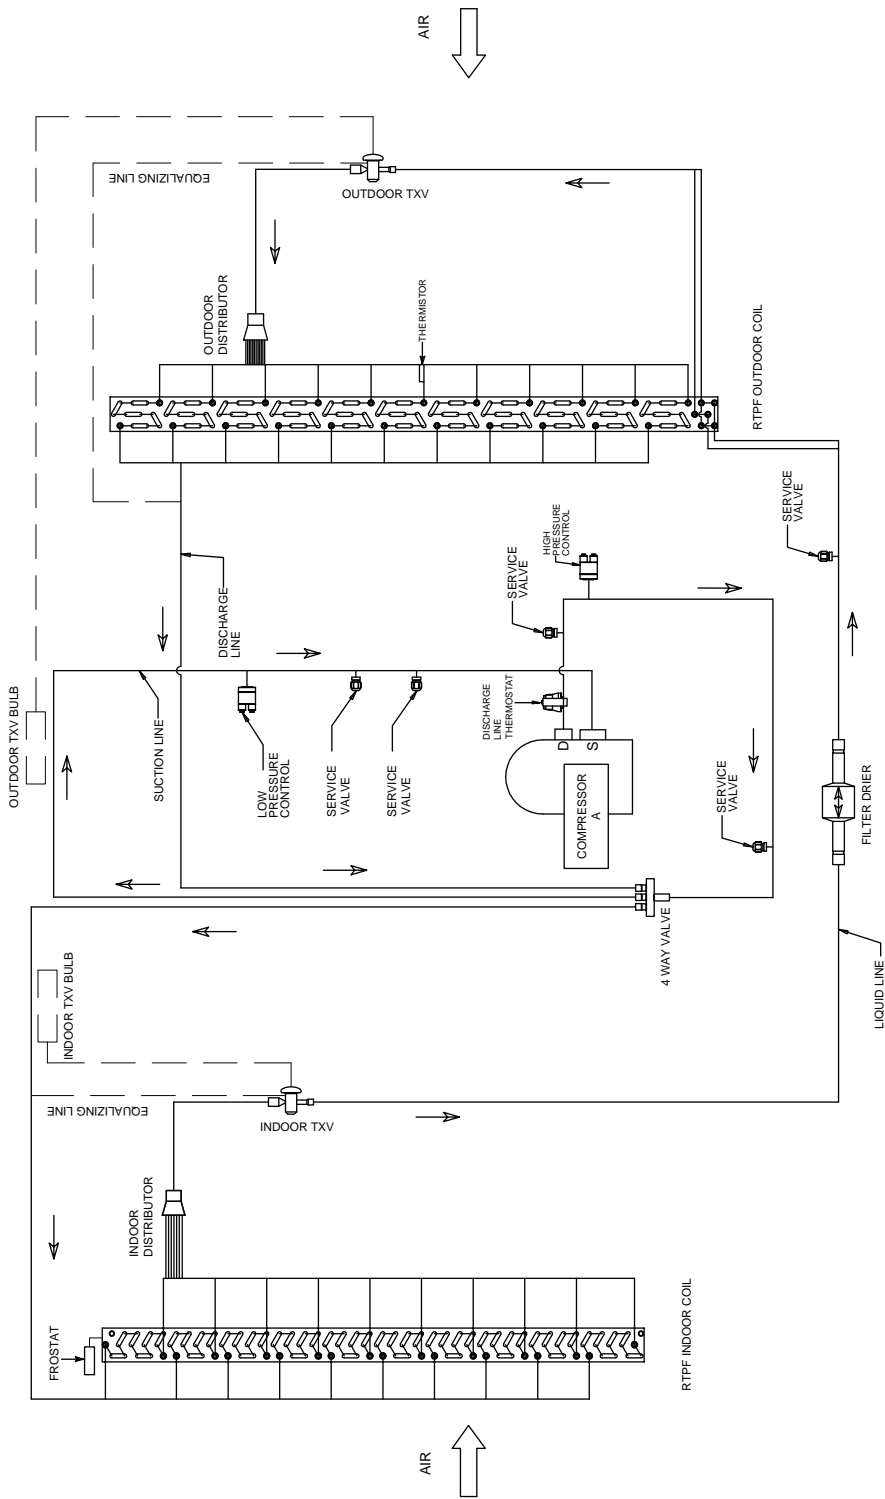 AIR
EQUALIZING LINE
OUTDOOR TXV
OUTDOOR
DISTRIBUTOR
THERMISTOR
RTPF OUTDOOR COIL
DISCHARGE
LINE
SERVICE
VALVE
HIGH
PRESSURE
CONTROL
SERVICE
VALVE
OUTDOOR TXV BULB
SUCTION LINE
LOW
PRESSURE
CONTROL
SERVICE
VALVE
SERVICE
VALVE
DISCHARGE
LINE
THERMOSTAT
D
S
COMPRESSOR
A
SERVICE
VALVE
FILTER DRIER
4 WAY VALVE
LIQUID LINE
INDOOR TXV BULB
EQUALIZING LINE
INDOOR TXV
INDOOR
DISTRIBUTOR
FROSTAT
RTPF INDOOR COIL
AIR